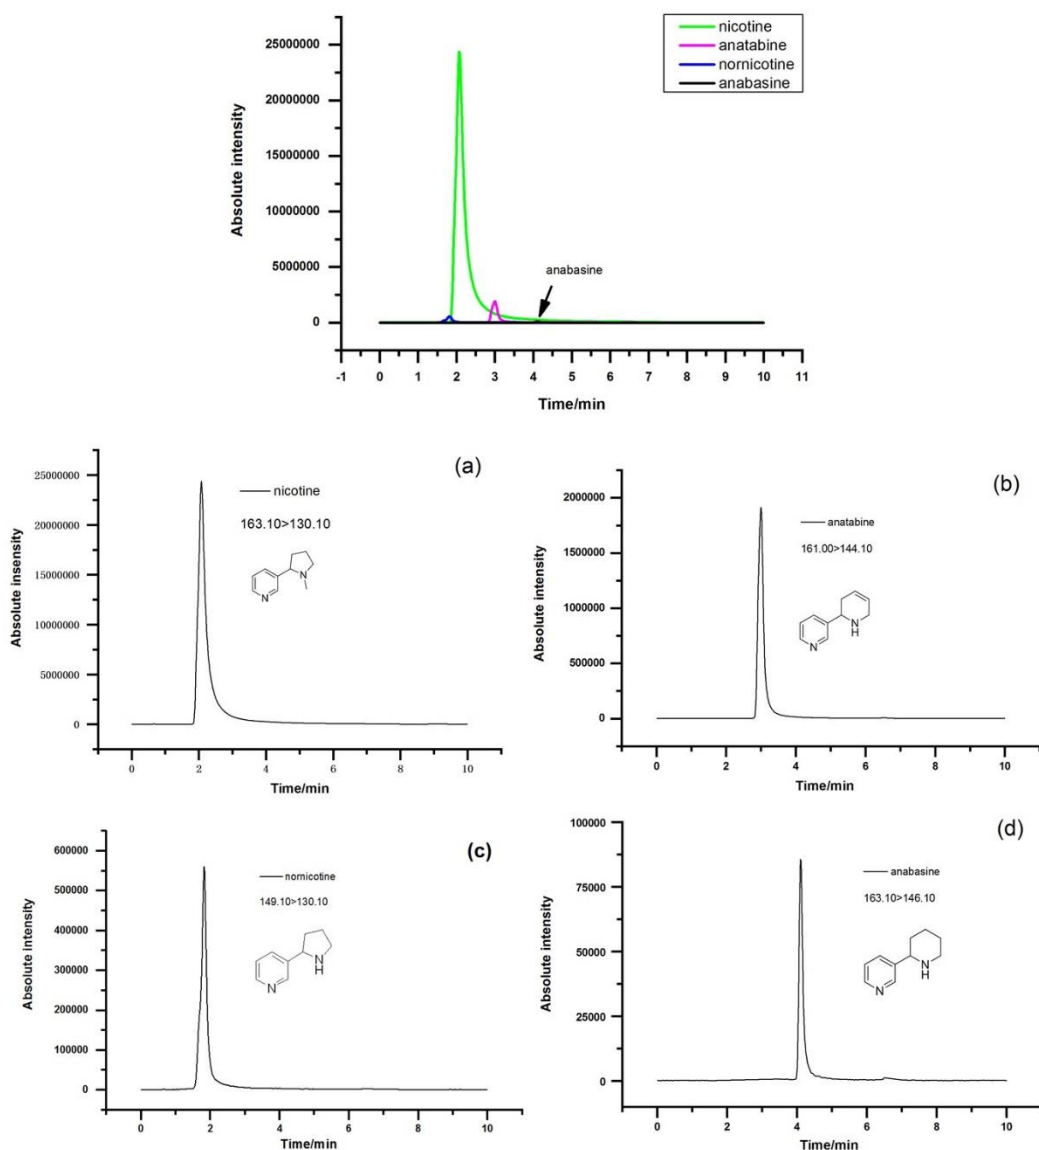 nicotine
anatabine
nornicotine
anabasine
25000000
20000000
15000000
10000000
5000000
0
Absolute intensity
anabasine
-1 0 1 2 3 4 5 6 7 8 9 10 11
Time/min
(a)
nicotine
163.10>130.10
N
N
25000000
20000000
15000000
10000000
5000000
0
Absolute insensity
0 2 4 6 8 10
Time/min
(b)
anatabine
161.00>144.10
N
H
N
2000000
1500000
1000000
500000
0
Absolute intensity
0 2 4 6 8 10
Time/min
(c)
nornicotine
149.10>130.10
NH
N
600000
500000
400000
300000
200000
100000
0
Absolute intensity
0 2 4 6 8 10
Time/min
(d)
anabasine
163.10>146.10
N
H
N
100000
75000
50000
25000
0
Absolute intensity
0 2 4 6 8 10
Time/min